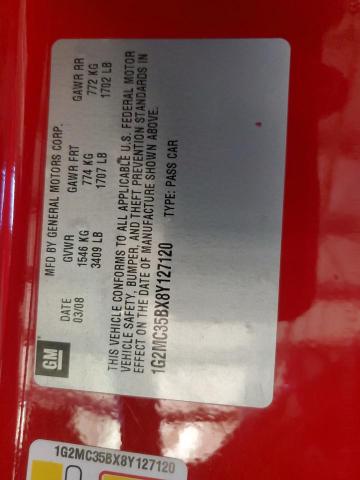 GM
MFD BY GENERAL MOTORS CORP.
DATE GVWR GAWR FRT GAWR RR
03/08 1546 KG 774 KG 772 KG
3409 LB 1707 LB 1702 LB
THIS VEHICLE CONFORMS TO ALL APPLICABLE U.S. FEDERAL MOTOR
VEHICLE SAFETY, BUMPER, AND THEFT PREVENTION STANDARDS IN
EFFECT ON THE DATE OF MANUFACTURE SHOWN ABOVE.
1G2MC35BX8Y127120 TYPE: PASS CAR
1G2MC35BX8Y127120